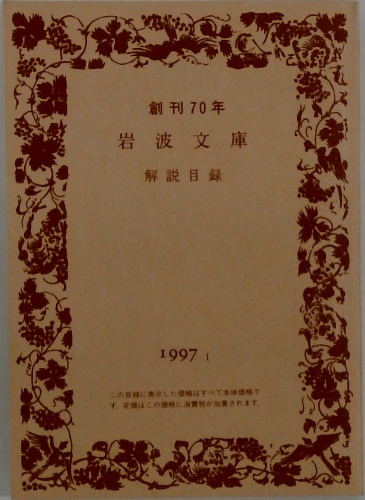 創刊70年
岩波文庫
解説目録
1997 1
この目録に表示した価格はすべて本体価格で
す. 定価はこの価格に消費税が加算されます.